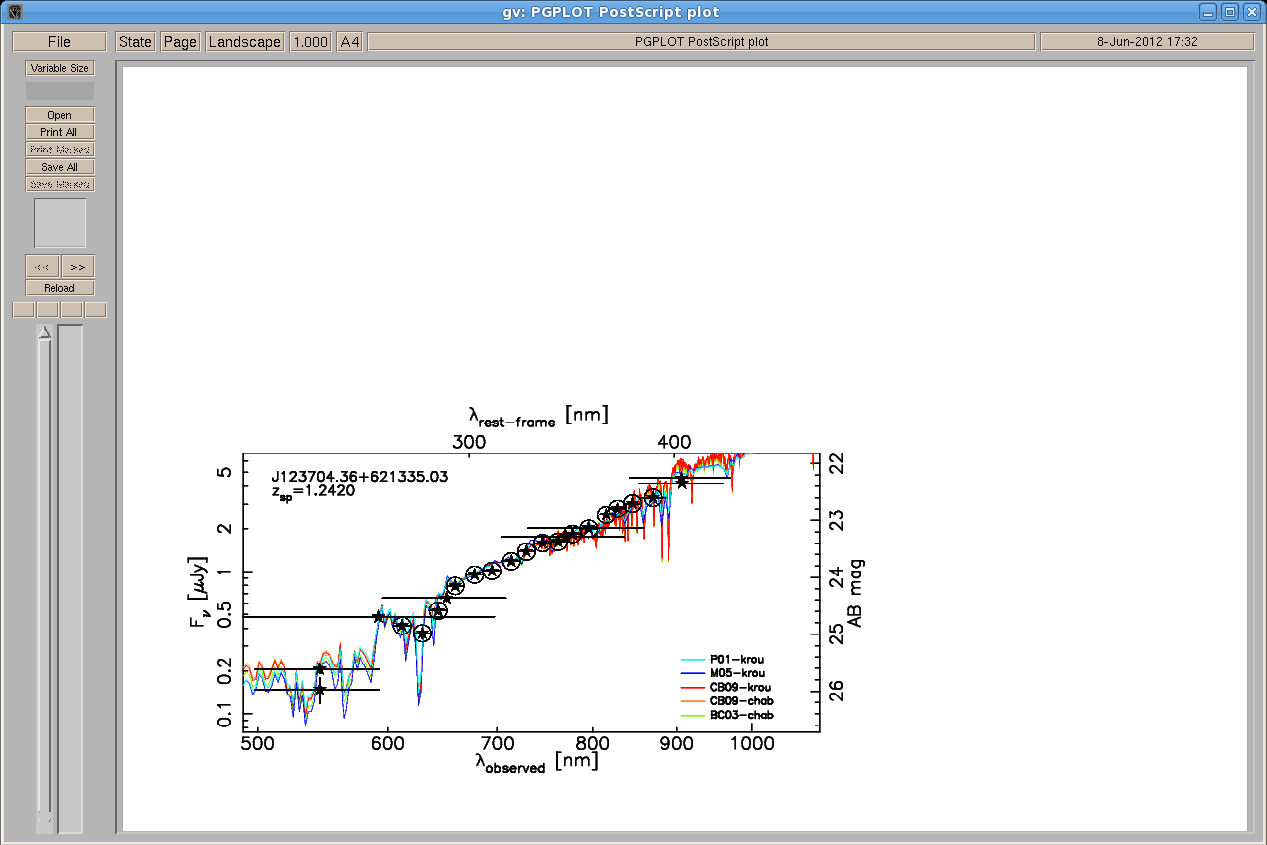 gv: PGPLOT PostScript plot
File State Page Landscape 1.000 A4 PGPLOT PostScript plot 8-Jun-2012 17:32
Variable Size
Open
Print All
Print Marked
Save All
Save Marked
<< >>
Reload
λrest-frame [nm]
300 400
J123704.36+621335.03
zsp=1.2420
Fν [μJy]
5
2
1
0.5
0.2
0.1
22
23
24
25
26
AB mag
P01-krou
M05-krou
CB09-krou
CB09-chab
BC03-chab
500 600 700 800 900 1000
λobserved [nm]